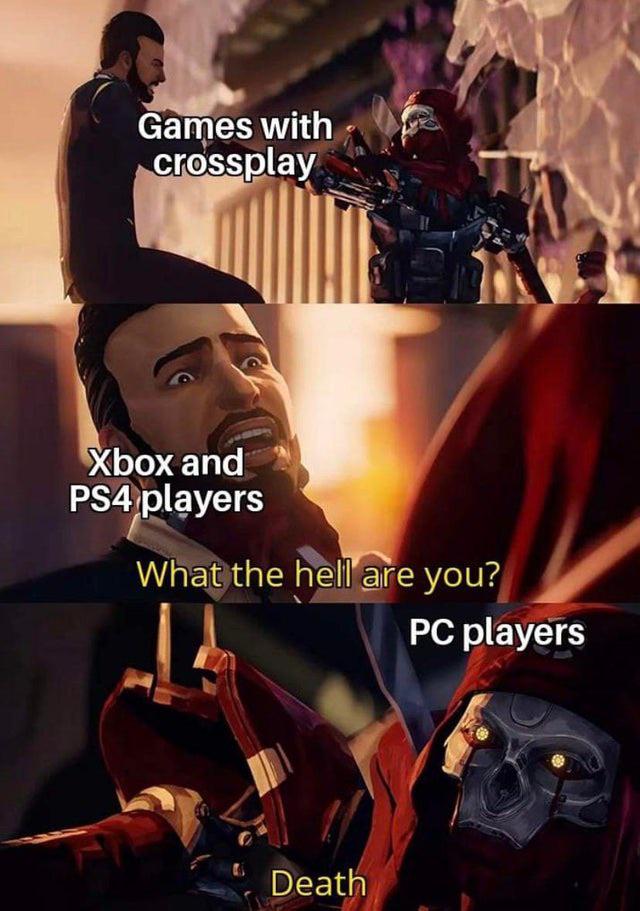 Games with
crossplay
Xbox and
PS4 players
What the hell are you?
PC players
Death